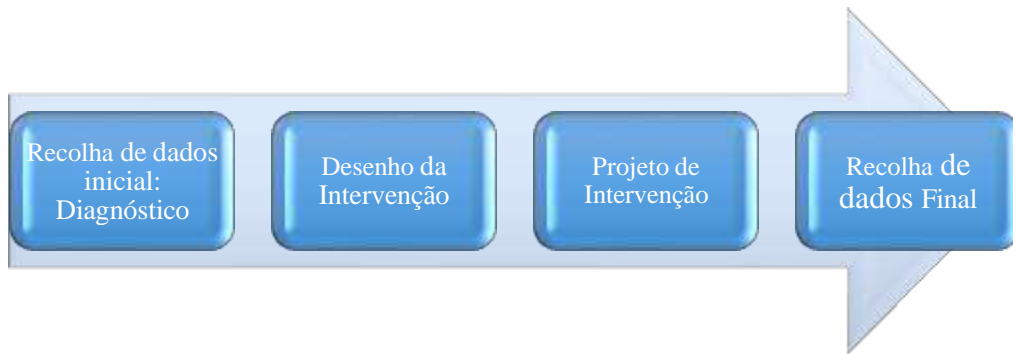 Recolha de dados
inicial:
Diagnóstico
Desenho da
Intervenção
Projeto de
Intervenção
Recolha de
dados Final